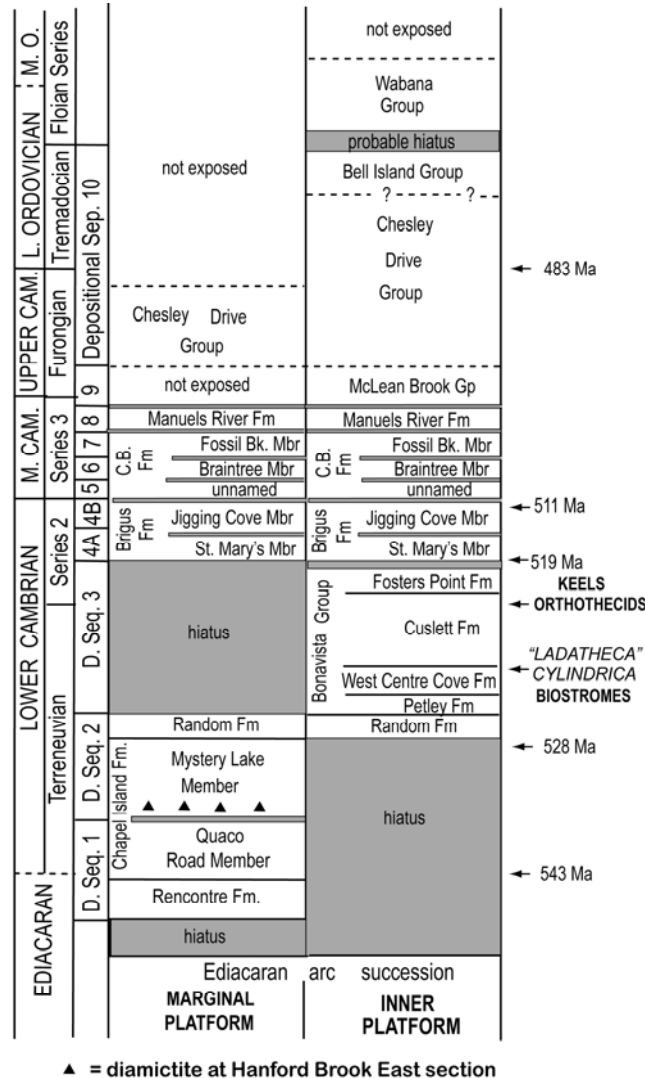 M. O.
L. ORDOVICIAN
UPPER CAM.
M. CAM.
LOWER CAMBRIAN
EDIACARAN
Floian Series
Tremadocian
Furongian
Series 3
Series 2
Terreneuvian
Depositional Sep. 10
9
8
7
6
5
4B
4A
D. Seq. 3
D. Seq. 2
D. Seq. 1
not exposed
Chesley Drive
Group
not exposed
Manuels River Fm
C.B.
Fm
Fossil Bk. Mbr
Braintree Mbr
unnamed
Brigus
Fm
Jigging Cove Mbr
St. Mary's Mbr
hiatus
Random Fm
Chapel Island Fm.
Mystery Lake
Member
▲ ▲ ▲ ▲
Quaco
Road Member
Rencontre Fm.
hiatus
not exposed
Wabana
Group
probable hiatus
Bell Island Group
? ?
Chesley
Drive
Group
McLean Brook Gp
Manuels River Fm
C.B.
Fm
Fossil Bk. Mbr
Braintree Mbr
unnamed
Brigus
Fm
Jigging Cove Mbr
St. Mary's Mbr
Bonavista Group
Fosters Point Fm
Cuslett Fm
West Centre Cove Fm
Petley Fm
Random Fm
hiatus
← 483 Ma
← 511 Ma
← 519 Ma
KEELS
← ORTHOTHECIDS
"LADATHECA"
← CYLINDRICA
BIOSTROMES
← 528 Ma
← 543 Ma
Ediacaran arc succession
MARGINAL
PLATFORM
INNER
PLATFORM
▲ = diamictite at Hanford Brook East section